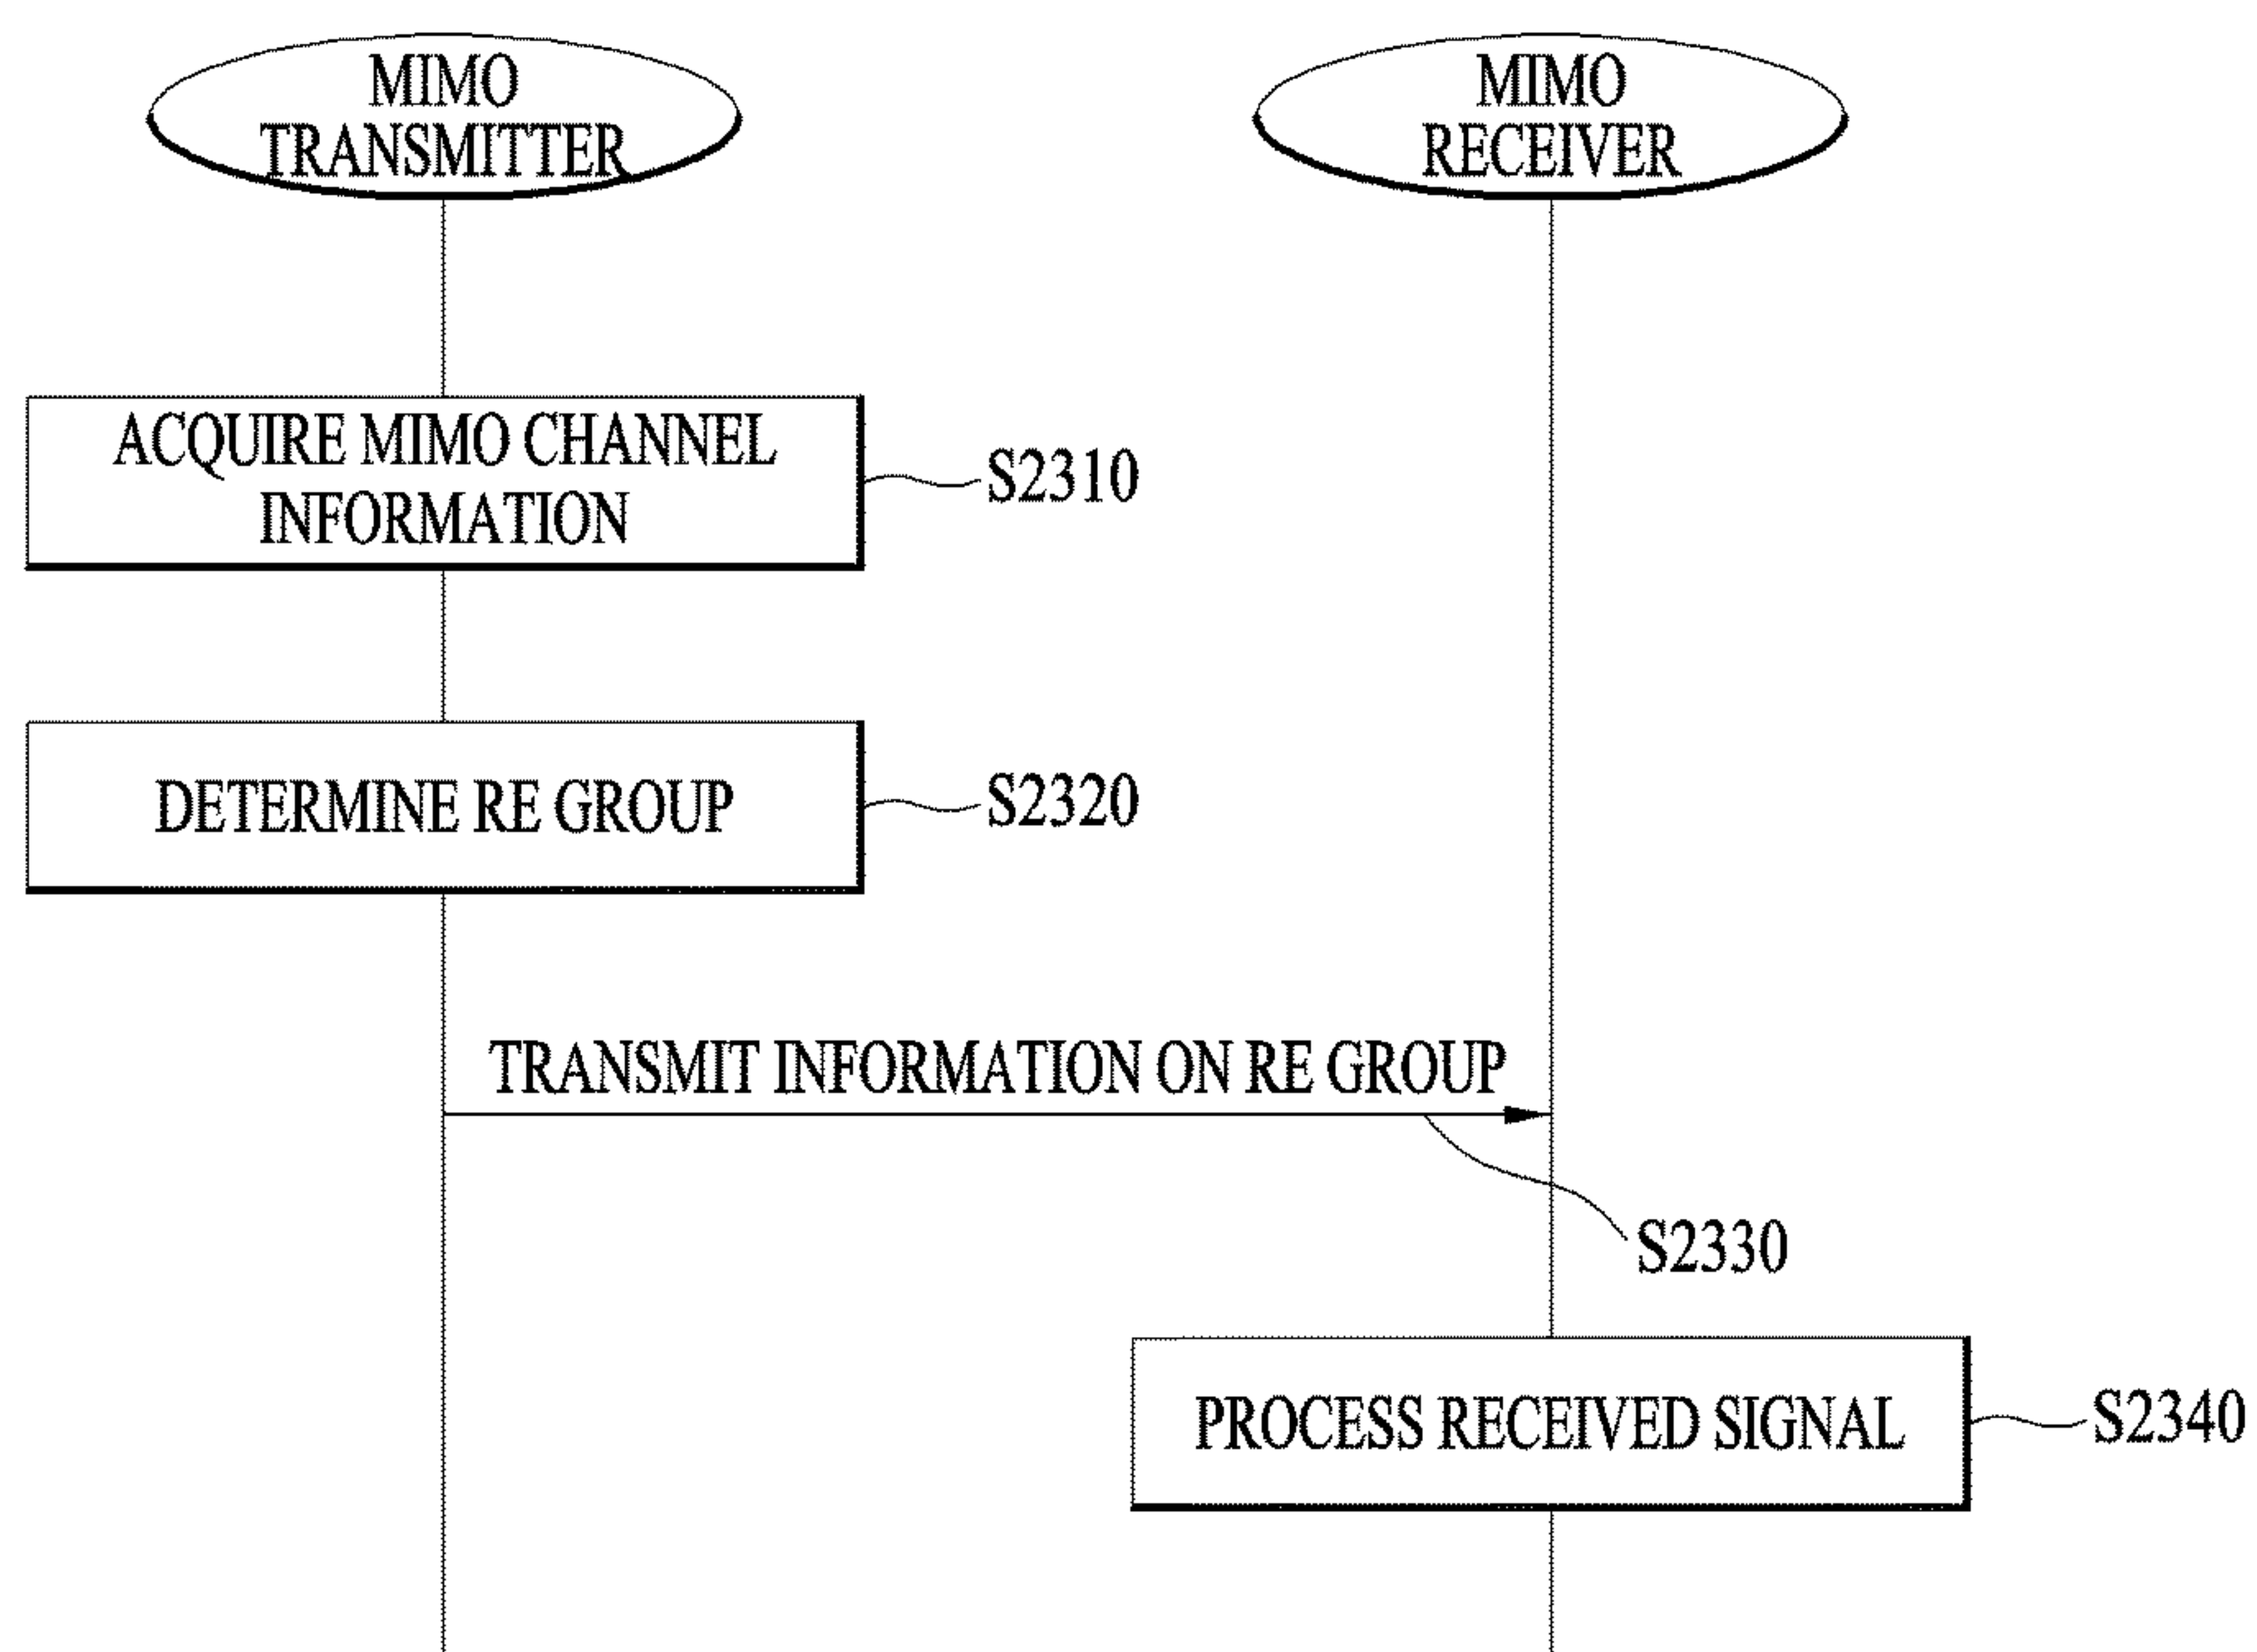 MIMO
TRANSMITTER
MIMO
RECEIVER
ACQUIRE MIMO CHANNEL
INFORMATION
S2310
DETERMINE RE GROUP
S2320
TRANSMIT INFORMATION ON RE GROUP
S2330
PROCESS RECEIVED SIGNAL
S2340